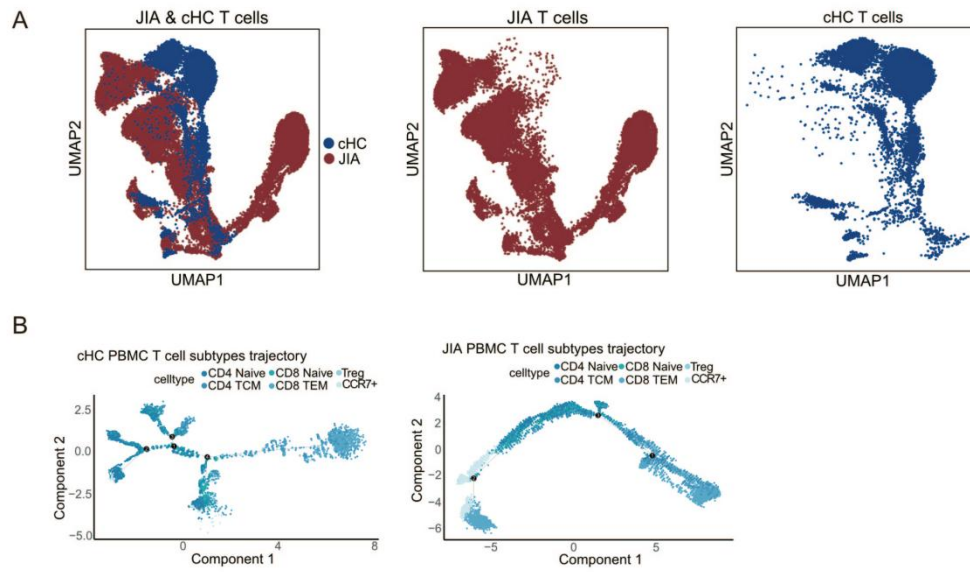 A
JIA & cHC T cells
JIA T cells
cHC T cells
UMAP2
UMAP1
cHC
JIA
UMAP2
UMAP1
UMAP2
UMAP1
B
cHC PBMC T cell subtypes trajectory
celltype
CD4 Naive CD8 Naive Treg
CD4 TCM CD8 TEM CCR7+
2.5
0.0
-2.5
-5.0
Component 2
0 4 8
Component 1
JIA PBMC T cell subtypes trajectory
celltype
CD4 Naive CD8 Naive Treg
CD4 TCM CD8 TEM CCR7+
4
2
0
-2
-4
-6
Component 2
-5 0 5
Component 1